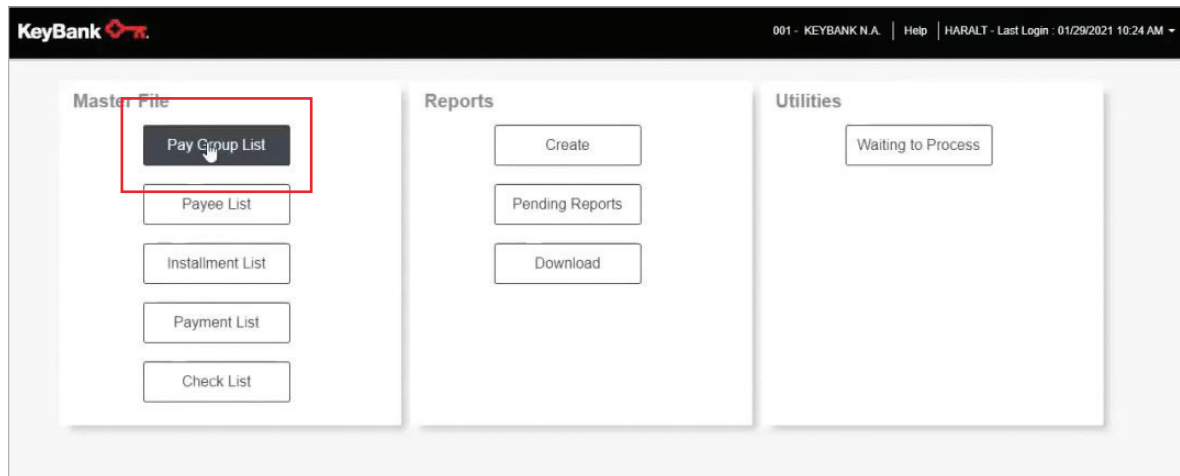 KeyBank
001 - KEYBANK N.A. | Help | HARALT - Last Login : 01/29/2021 10:24 AM
Master File
Pay Group List
Payee List
Installment List
Payment List
Check List
Reports
Create
Pending Reports
Download
Utilities
Waiting to Process